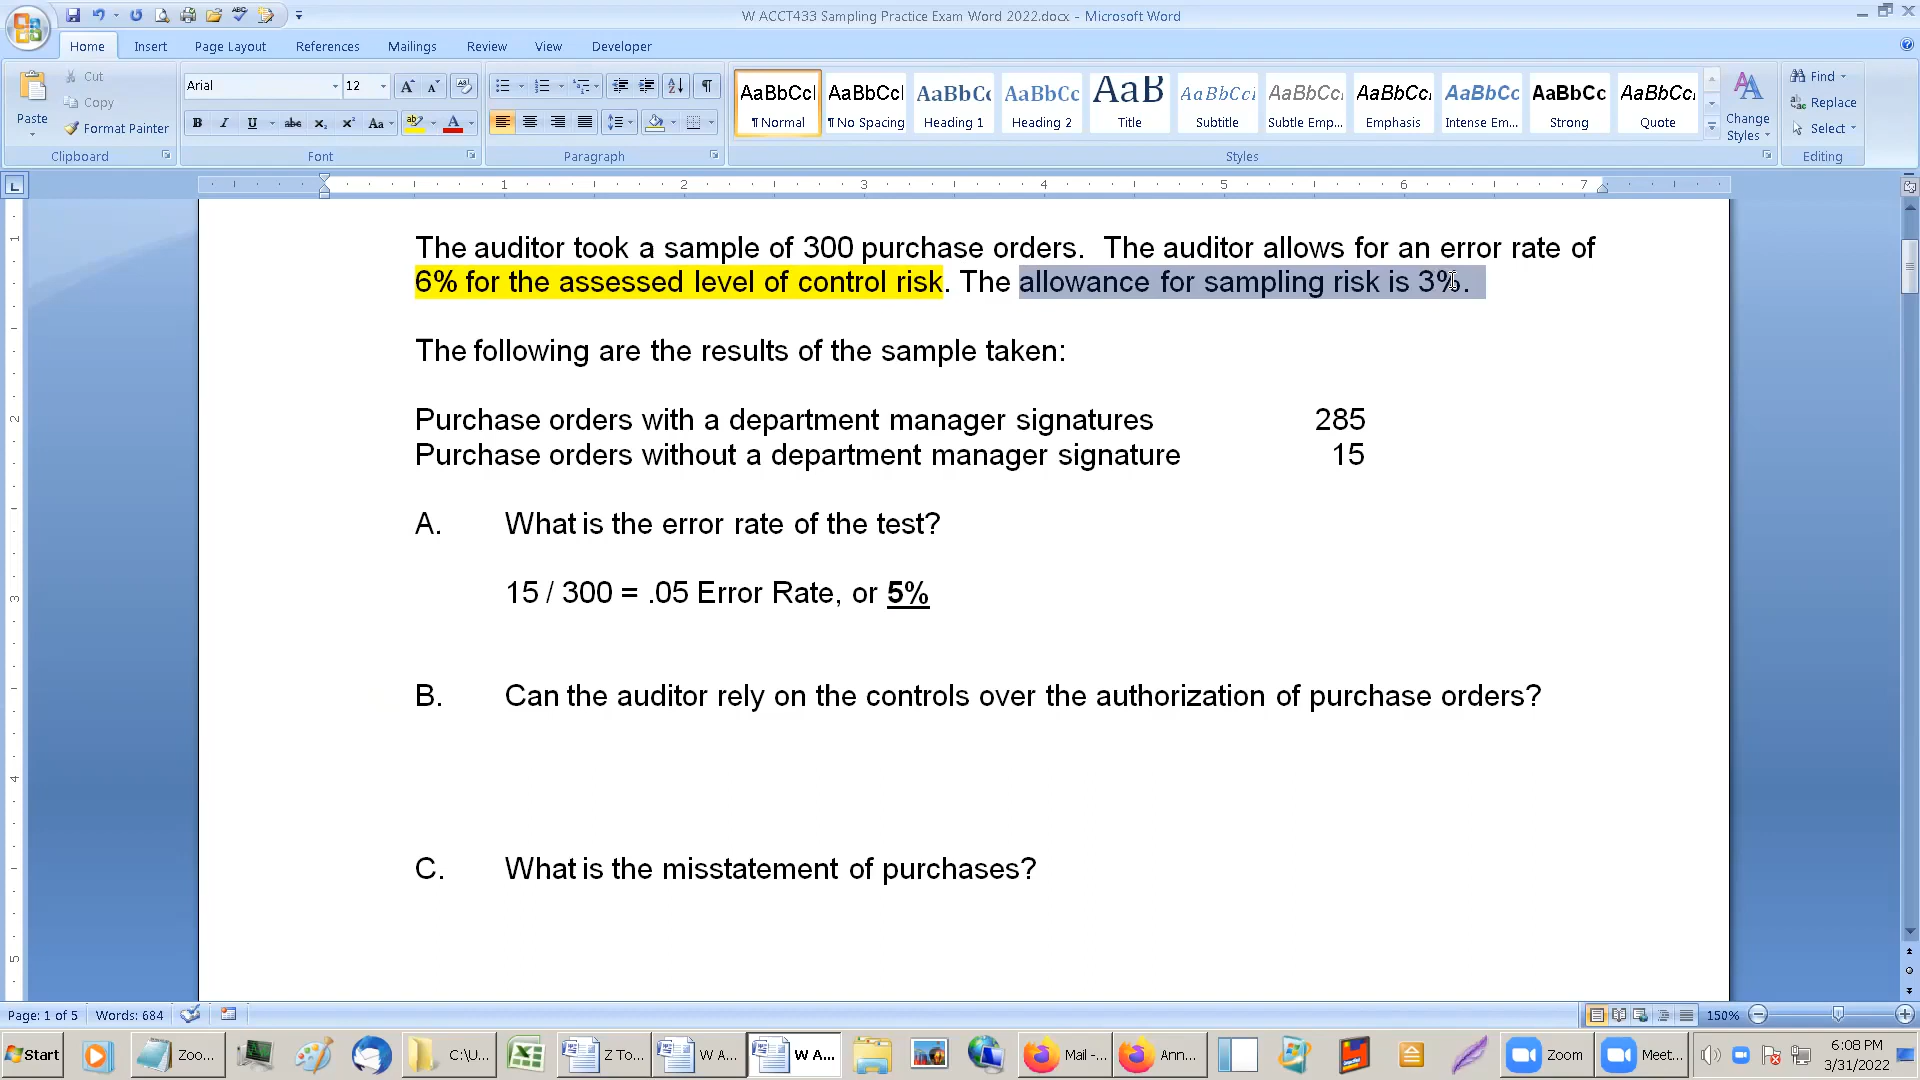 W ACCT433 Sampling Practice Exam Word 2022.docx - Microsoft Word
Home Insert Page Layout References Mailings Review View Developer
Paste Cut Copy Format Painter
Arial 12
AaBbCcI AaBbCcI AaBbC AaBbCc AaB AaBbCcI AaBbCcI AaBbCcI AaBbCc AaBbCc AaBbCcI
¶ Normal ¶ No Spacing Heading 1 Heading 2 Title Subtitle Subtle Emp... Emphasis Intense Em... Strong Quote
Change Styles
Find Replace Select
Clipboard Font Paragraph Styles Editing
1 2 3 4 5 6 7
The auditor took a sample of 300 purchase orders. The auditor allows for an error rate of
6% for the assessed level of control risk. The allowance for sampling risk is 3%.
The following are the results of the sample taken:
Purchase orders with a department manager signatures 285
Purchase orders without a department manager signature 15
A. What is the error rate of the test?
15 / 300 = .05 Error Rate, or 5%
B. Can the auditor rely on the controls over the authorization of purchase orders?
C. What is the misstatement of purchases?
Page: 1 of 5 Words: 684 150%
Start Zoo... C:\U... Z To... W A... W A... Mail -... Ann... Zoom Meet... 6:08 PM
3/31/2022